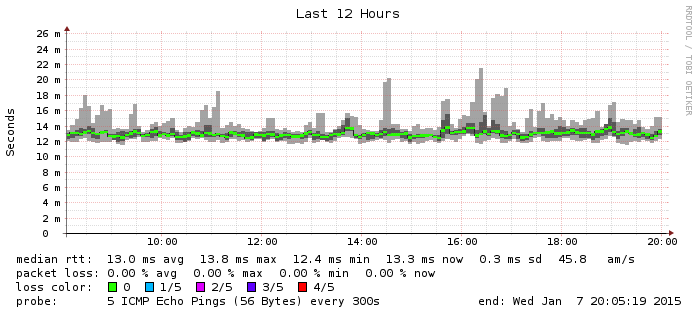 Last 12 Hours
RRDTOOL / TOBI OETIKER
Seconds
26 m
24 m
22 m
20 m
18 m
16 m
14 m
12 m
10 m
8 m
6 m
4 m
2 m
0
10:00 12:00 14:00 16:00 18:00 20:00
median rtt: 13.0 ms avg 13.8 ms max 12.4 ms min 13.3 ms now 0.3 ms sd 45.8 am/s
packet loss: 0.00 % avg 0.00 % max 0.00 % min 0.00 % now
loss color: 0 1/5 2/5 3/5 4/5
probe: 5 ICMP Echo Pings (56 Bytes) every 300s end: Wed Jan 7 20:05:19 2015